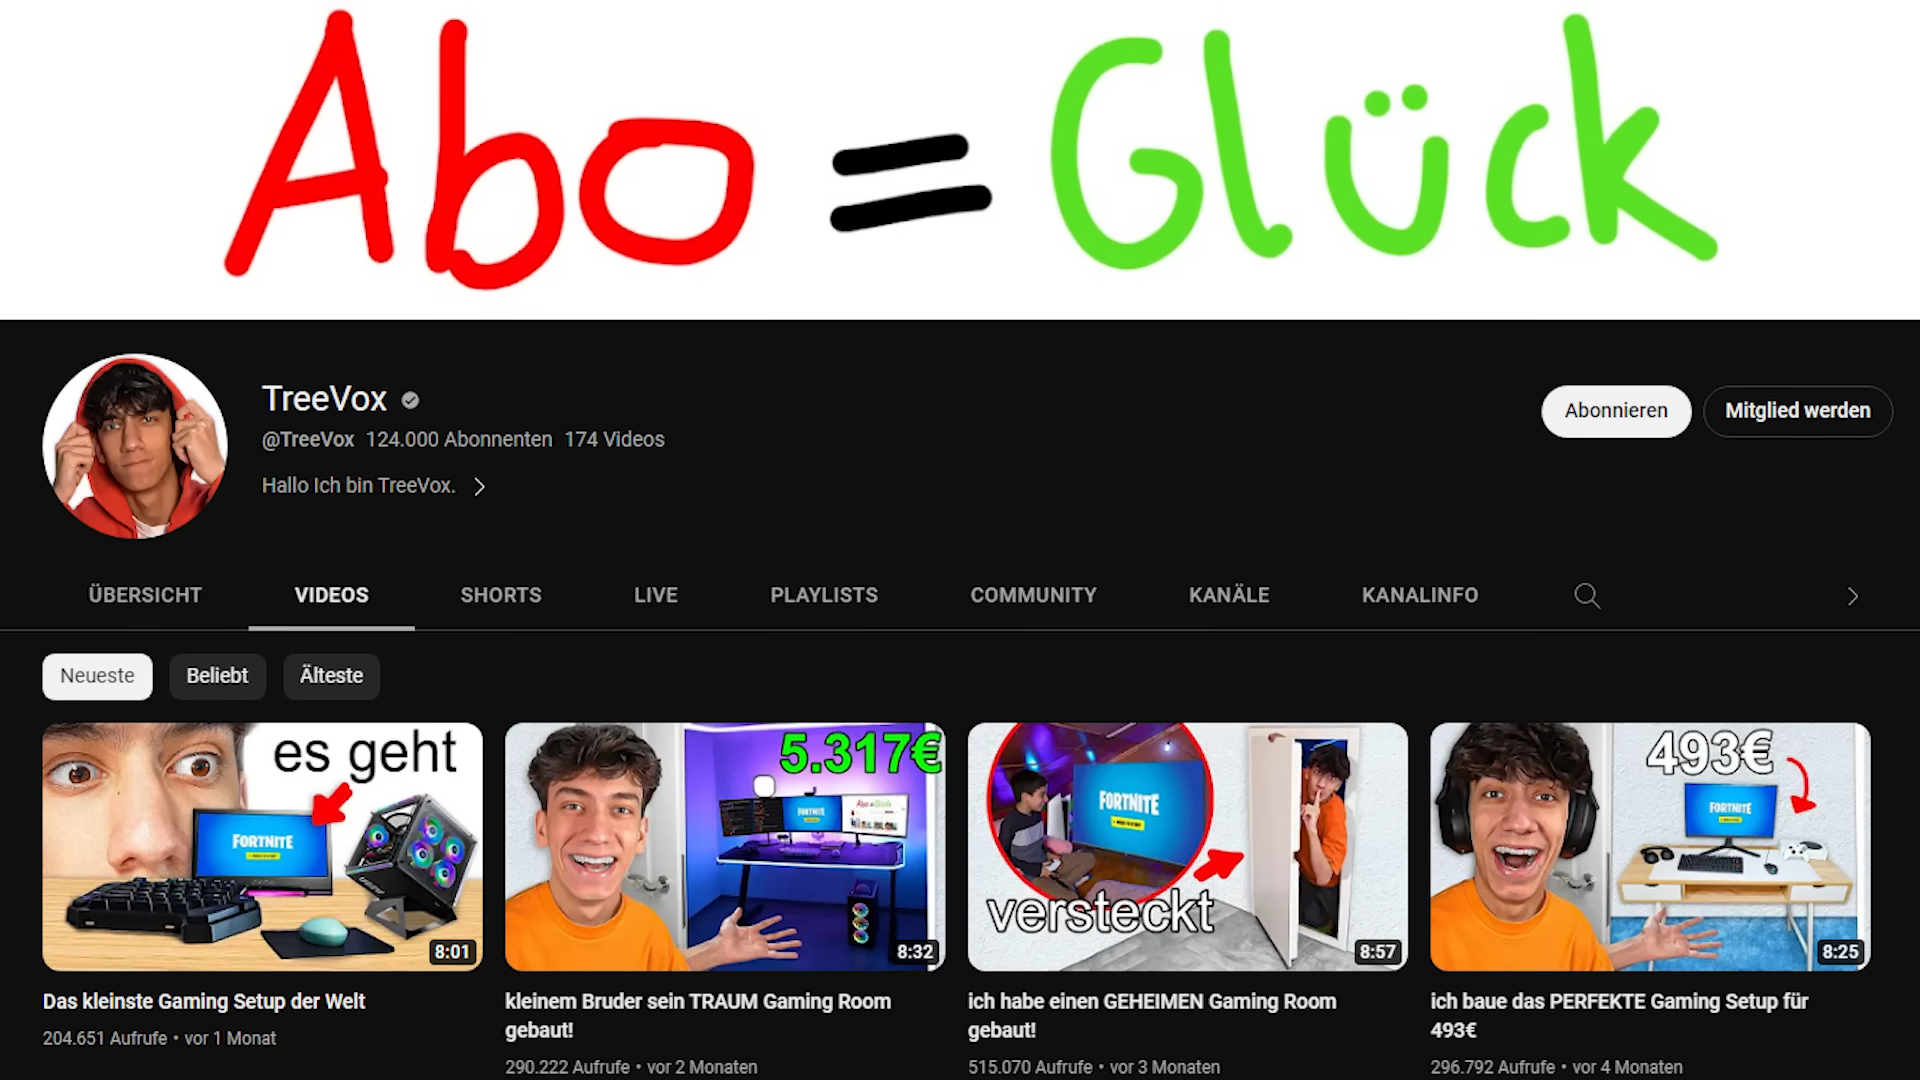 Abo = Glück
TreeVox
@TreeVox 124.000 Abonnenten 174 Videos
Hallo Ich bin TreeVox.
Abonnieren
Mitglied werden
ÜBERSICHT VIDEOS SHORTS LIVE PLAYLISTS COMMUNITY KANÄLE KANALINFO
Neueste Beliebt Älteste
es geht
FORTNITE
8:01
5.317€
FORTNITE
8:32
FORTNITE
versteckt
8:57
493€
FORTNITE
8:25
Das kleinste Gaming Setup der Welt
204.651 Aufrufe • vor 1 Monat
kleinem Bruder sein TRAUM Gaming Room
gebaut!
290.222 Aufrufe • vor 2 Monaten
ich habe einen GEHEIMEN Gaming Room
gebaut!
515.070 Aufrufe • vor 3 Monaten
ich baue das PERFEKTE Gaming Setup für
493€
296.792 Aufrufe • vor 4 Monaten